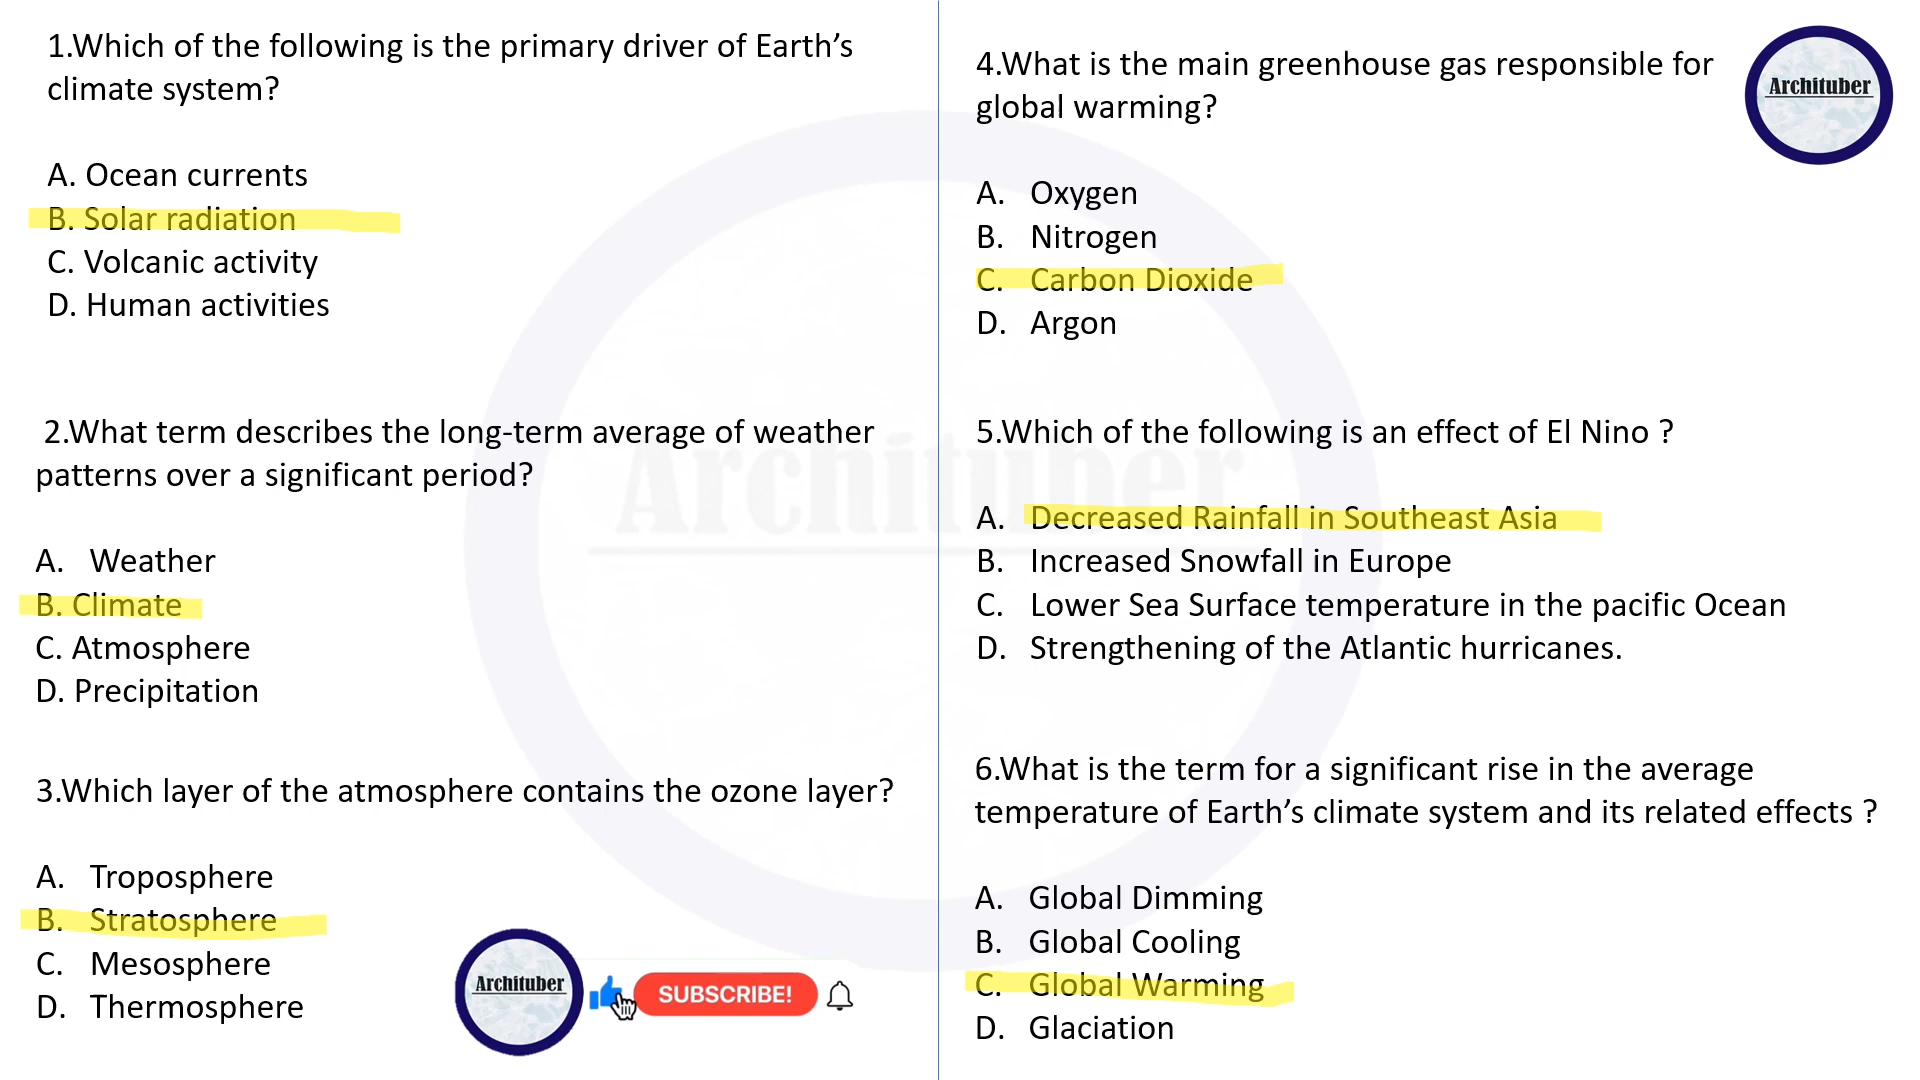 1.Which of the following is the primary driver of Earth’s
climate system?
A. Ocean currents
B. Solar radiation
C. Volcanic activity
D. Human activities
2.What term describes the long-term average of weather
patterns over a significant period?
A. Weather
B. Climate
C. Atmosphere
D. Precipitation
3.Which layer of the atmosphere contains the ozone layer?
A. Troposphere
B. Stratosphere
C. Mesosphere
D. Thermosphere
Archituber
SUBSCRIBE!
4.What is the main greenhouse gas responsible for
global warming?
Archituber
A. Oxygen
B. Nitrogen
C. Carbon Dioxide
D. Argon
5.Which of the following is an effect of El Nino ?
A. Decreased Rainfall in Southeast Asia
B. Increased Snowfall in Europe
C. Lower Sea Surface temperature in the pacific Ocean
D. Strengthening of the Atlantic hurricanes.
6.What is the term for a significant rise in the average
temperature of Earth’s climate system and its related effects ?
A. Global Dimming
B. Global Cooling
C. Global Warming
D. Glaciation
Archituber